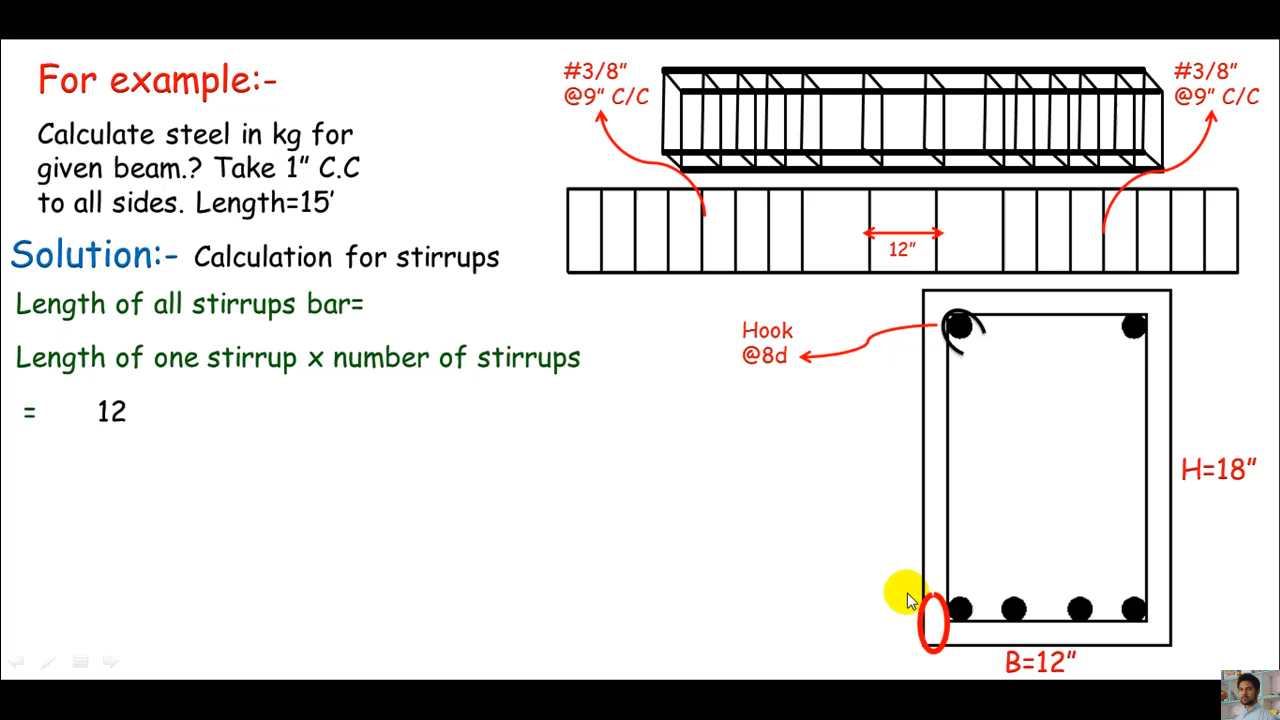 For example:-
Calculate steel in kg for
given beam.? Take 1” C.C
to all sides. Length=15’
Solution:- Calculation for stirrups
Length of all stirrups bar=
Length of one stirrup x number of stirrups
= 12
#3/8”
@9” C/C
#3/8”
@9” C/C
12”
Hook
@8d
H=18”
B=12”